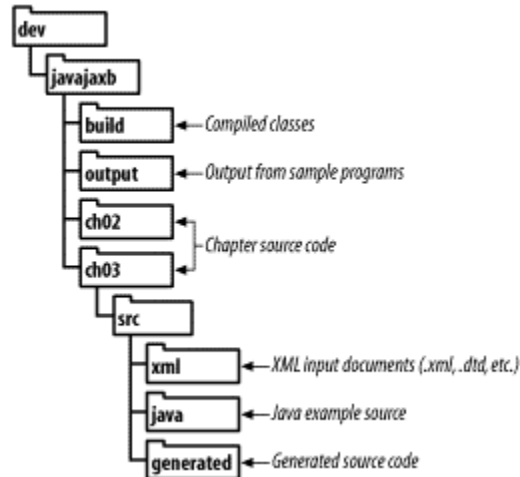 dev
javajaxb
build Compiled classes
output Output from sample programs
ch02
Chapter source code
ch03
src
xml XML input documents (.xml, .dtd, etc.)
java Java example source
generated Generated source code